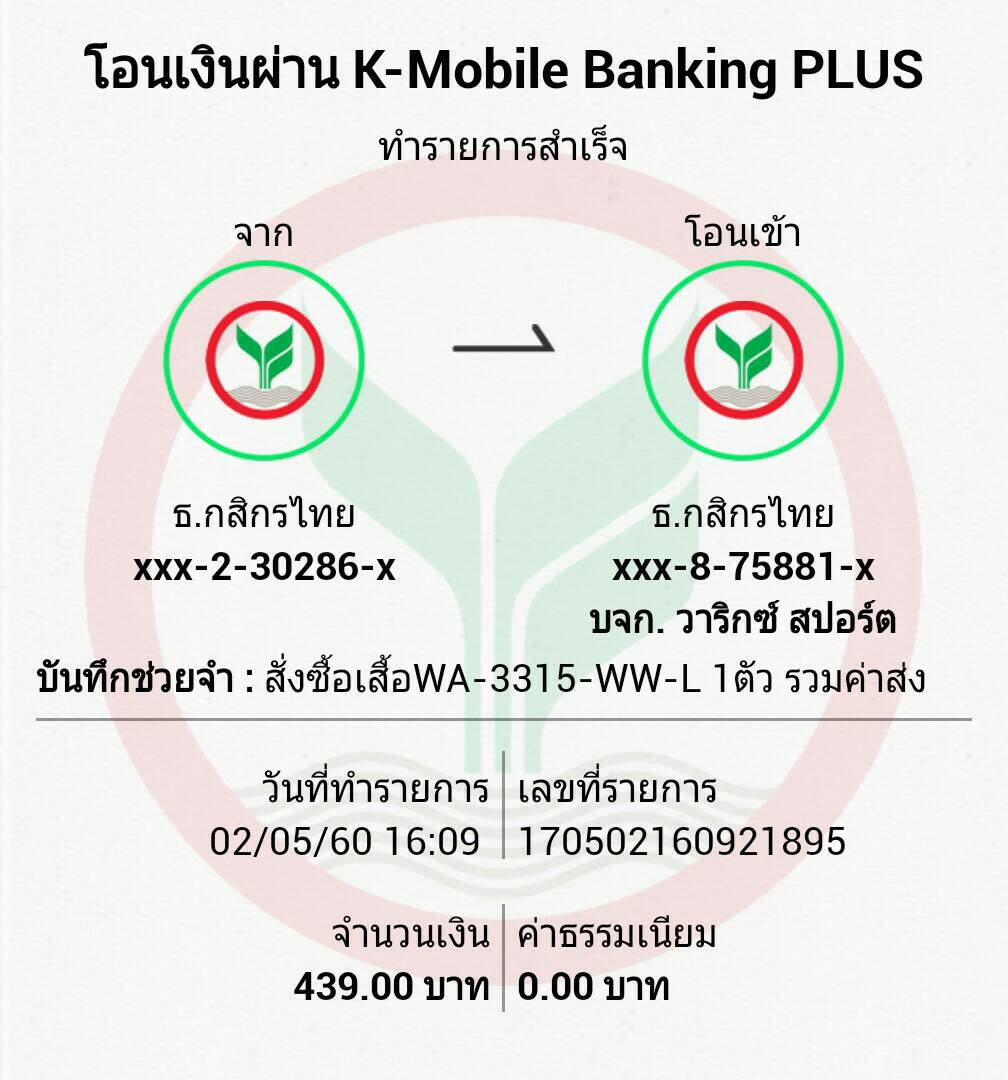 โอนเงินผ่าน K-Mobile Banking PLUS
ทำรายการสำเร็จ
จาก
โอนเข้า
ธ.กสิกรไทย
xxx-2-30286-x
ธ.กสิกรไทย
xxx-8-75881-x
บจก. วาริกซ์ สปอร์ต
บันทึกช่วยจำ : สั่งซื้อเสื้อWA-3315-WW-L 1ตัว รวมค่าส่ง
วันที่ทำรายการ
02/05/60 16:09
เลขที่รายการ
170502160921895
จำนวนเงิน
439.00 บาท
ค่าธรรมเนียม
0.00 บาท